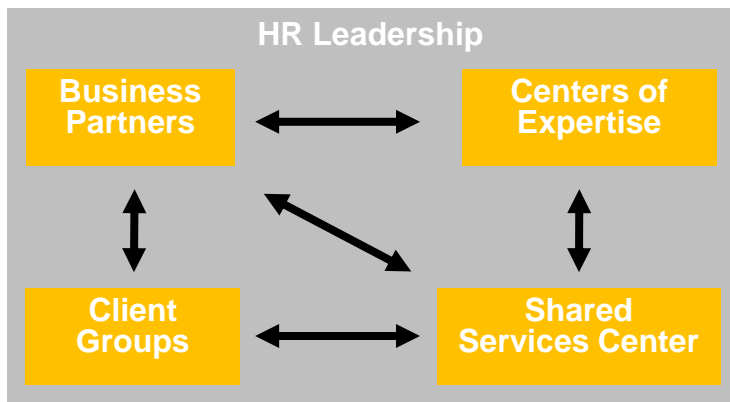 HR Leadership
Business
Partners
Centers of
Expertise
Client
Groups
Shared
Services Center